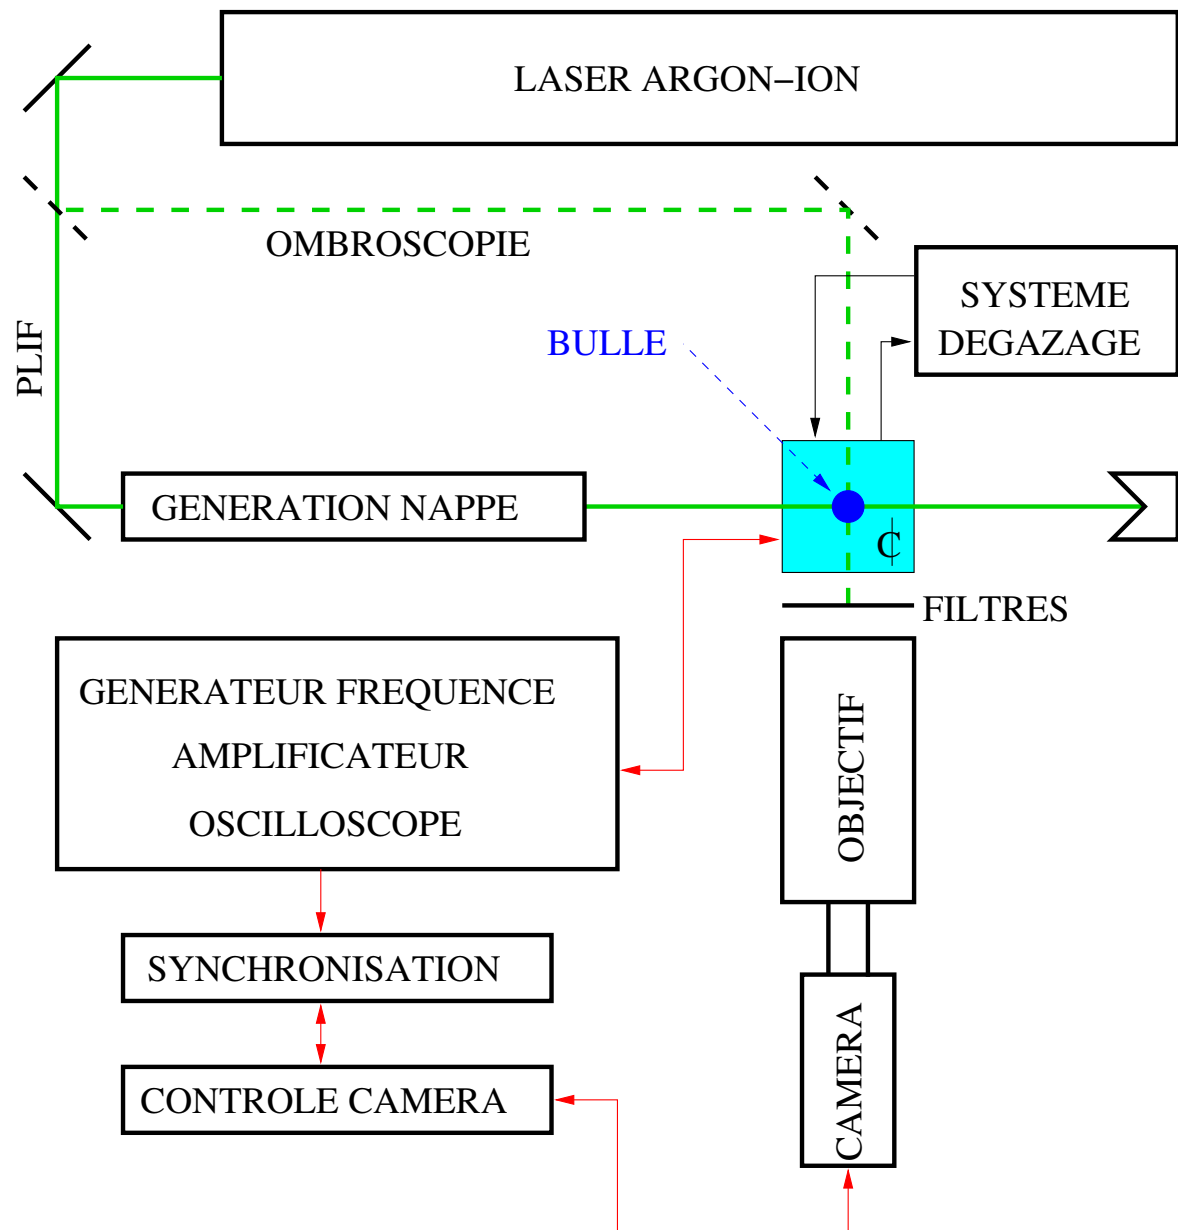 LASER ARGON–ION
OMBROSCOPIE
PLIF
SYSTEME
DEGAZAGE
BULLE
GENERATION NAPPE
₵
FILTRES
GENERATEUR FREQUENCE
AMPLIFICATEUR
OSCILLOSCOPE
OBJECTIF
SYNCHRONISATION
CONTROLE CAMERA
CAMERA